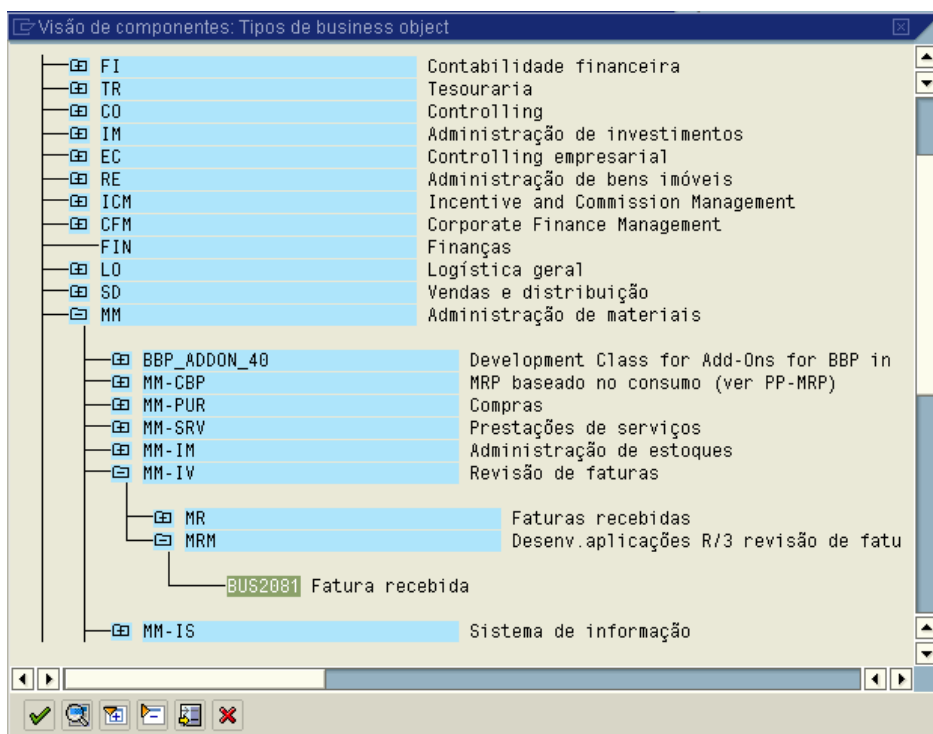 Visão de componentes: Tipos de business object
FI Contabilidade financeira
TR Tesouraria
CO Controlling
IM Administração de investimentos
EC Controlling empresarial
RE Administração de bens imóveis
ICM Incentive and Commission Management
CFM Corporate Finance Management
FIN Finanças
LO Logística geral
SD Vendas e distribuição
MM Administração de materiais
BBP_ADDON_40 Development Class for Add-Ons for BBP in
MM-CBP MRP baseado no consumo (ver PP-MRP)
MM-PUR Compras
MM-SRV Prestações de serviços
MM-IM Administração de estoques
MM-IV Revisão de faturas
MR Faturas recebidas
MRM Desenv.aplicações R/3 revisão de fatu
BUS2081 Fatura recebida
MM-IS Sistema de informação